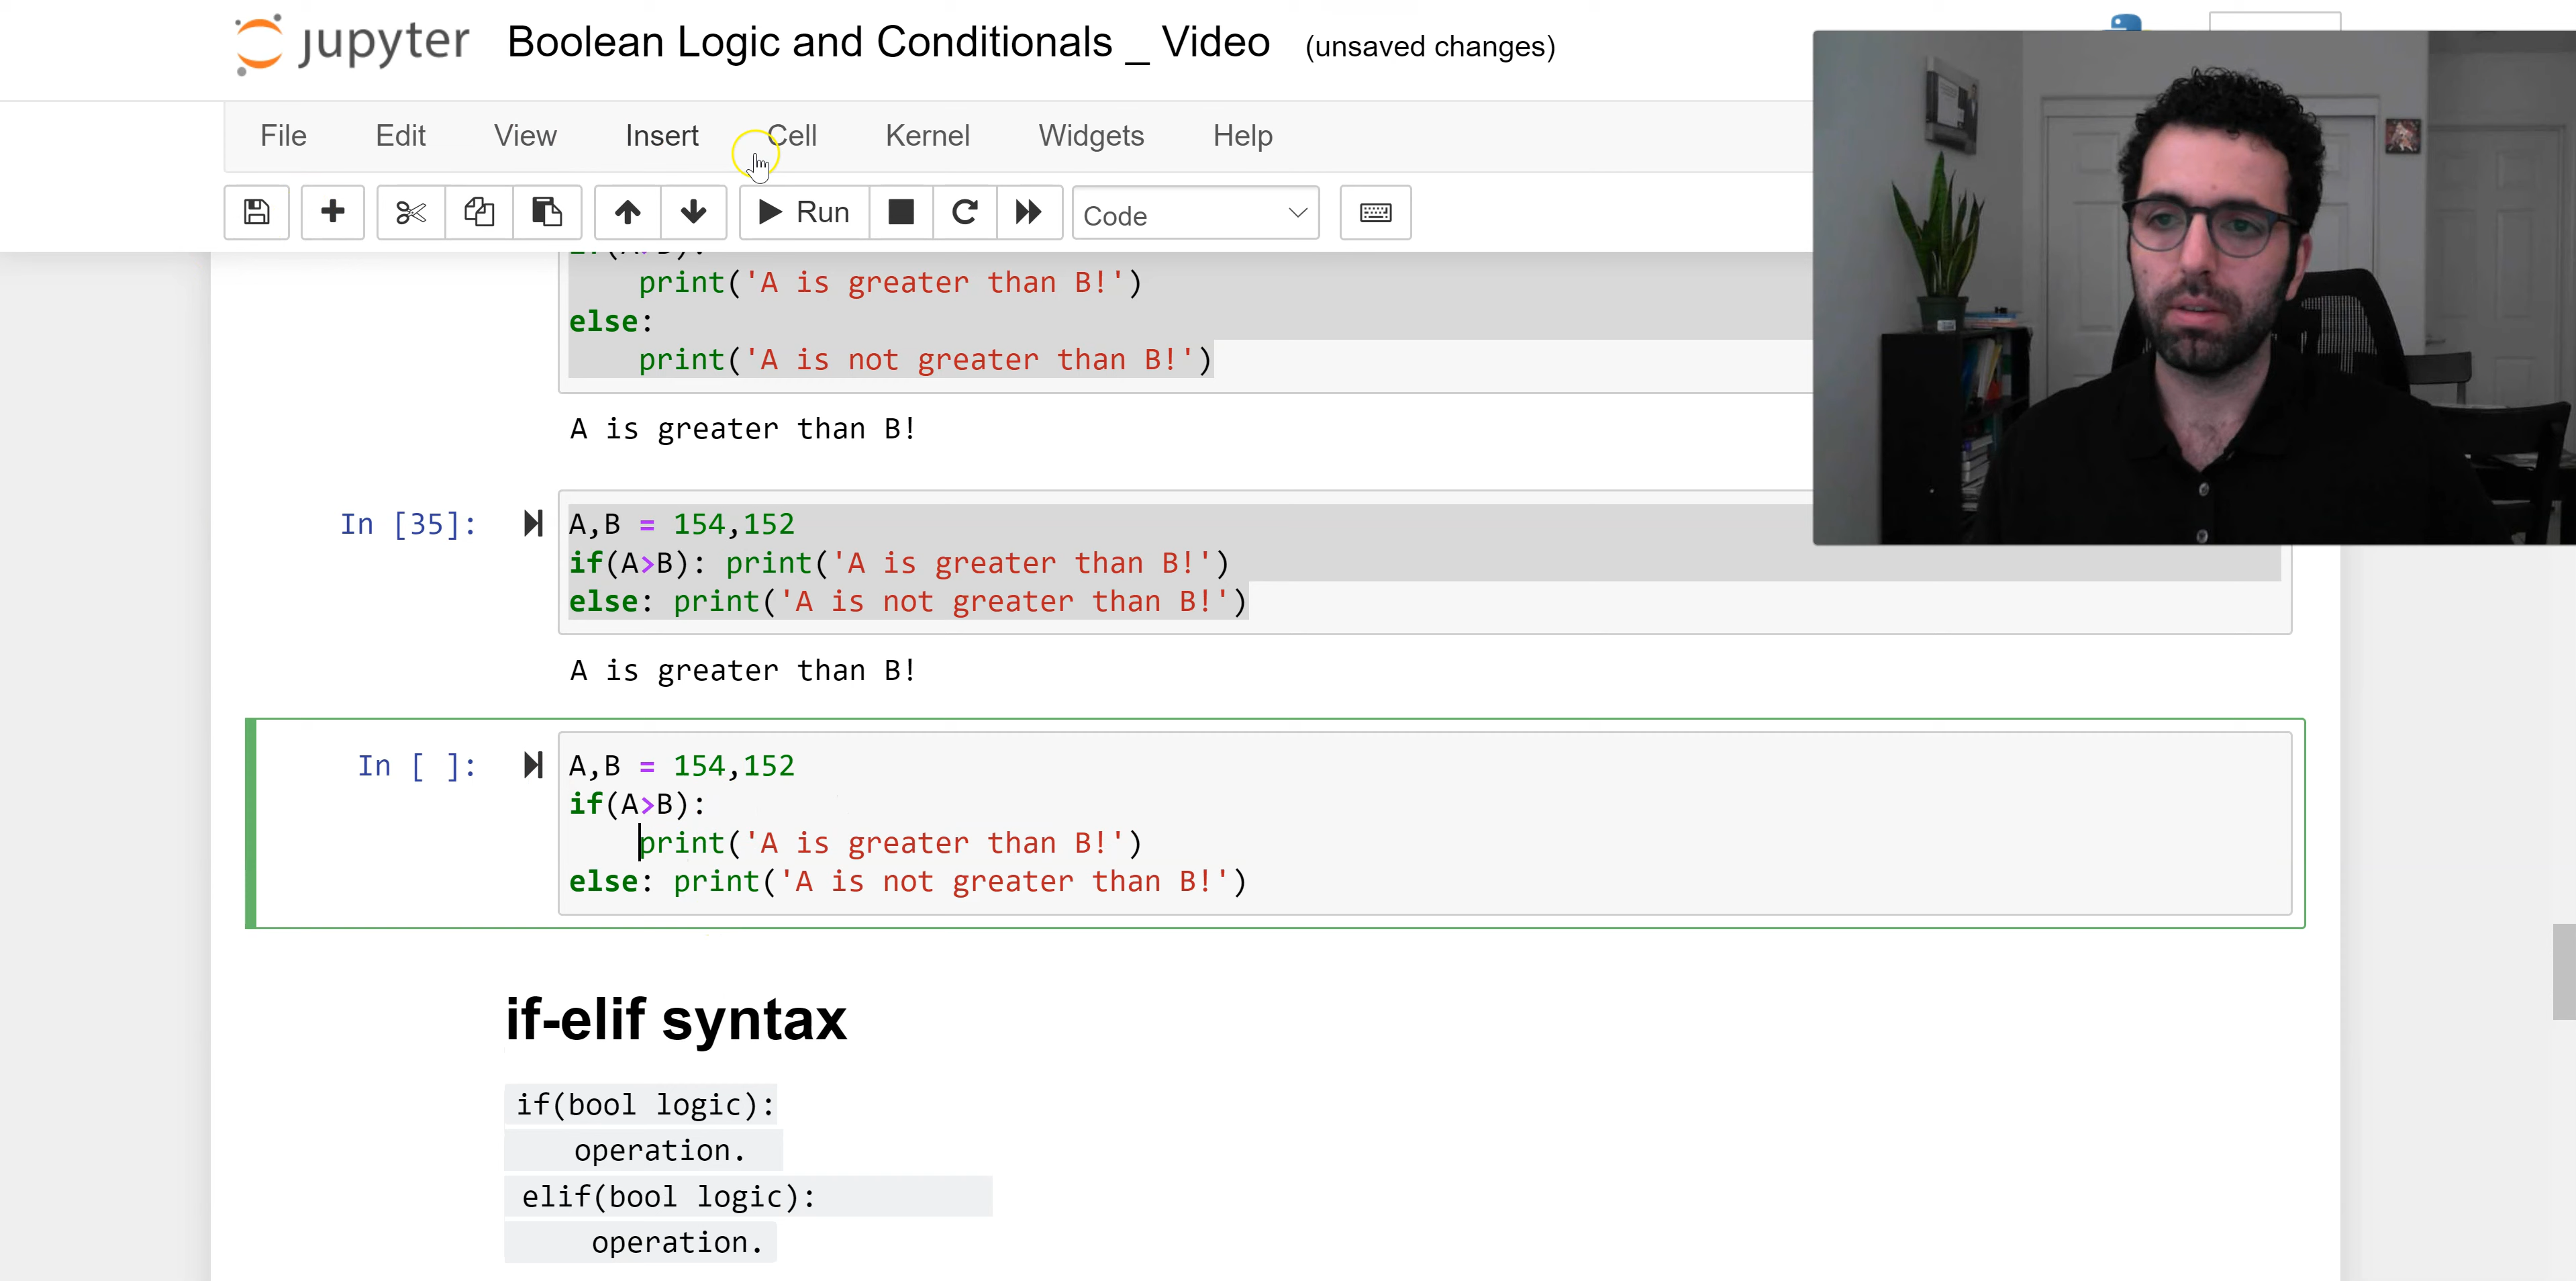 jupyter Boolean Logic and Conditionals _ Video (unsaved changes)
File Edit View Insert Cell Kernel Widgets Help
Run Code
if(A>B):
    print('A is greater than B!')
else:
    print('A is not greater than B!')
A is greater than B!
In [35]: A,B = 154,152
if(A>B): print('A is greater than B!')
else: print('A is not greater than B!')
A is greater than B!
In [ ]: A,B = 154,152
if(A>B):
    print('A is greater than B!')
else: print('A is not greater than B!')
if-elif syntax
if(bool logic):
    operation.
elif(bool logic):
    operation.